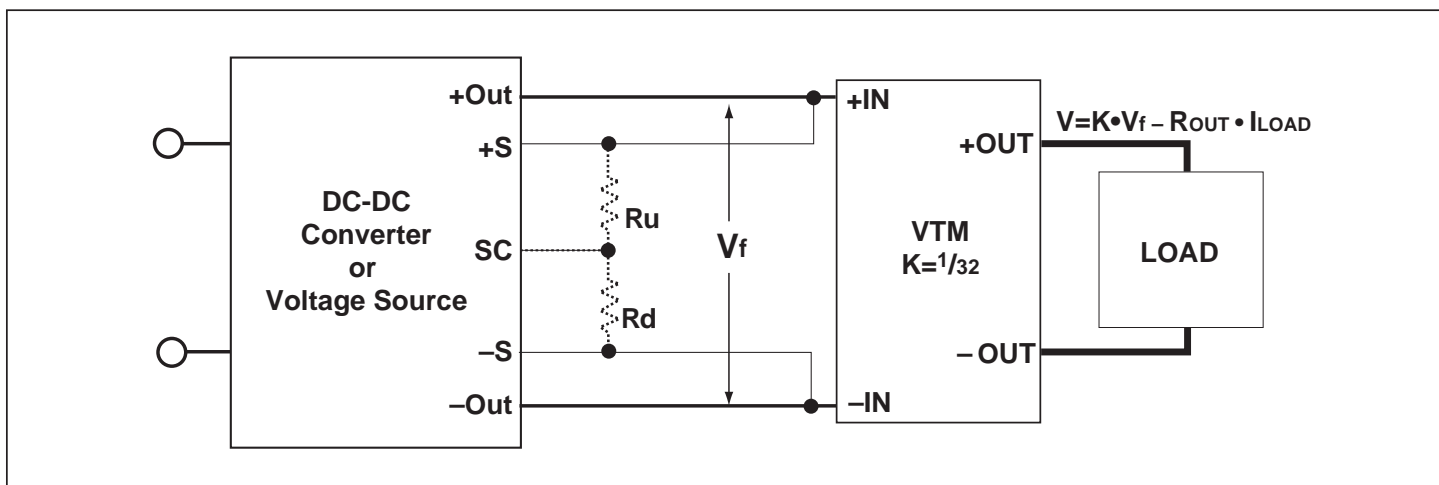 +Out
+S
DC-DC
Converter
or
Voltage Source
SC
–S
–Out
Ru
Rd
Vf
+IN
+OUT
VTM
K=1/32
–OUT
–IN
V=K•Vf – ROUT • ILOAD
LOAD